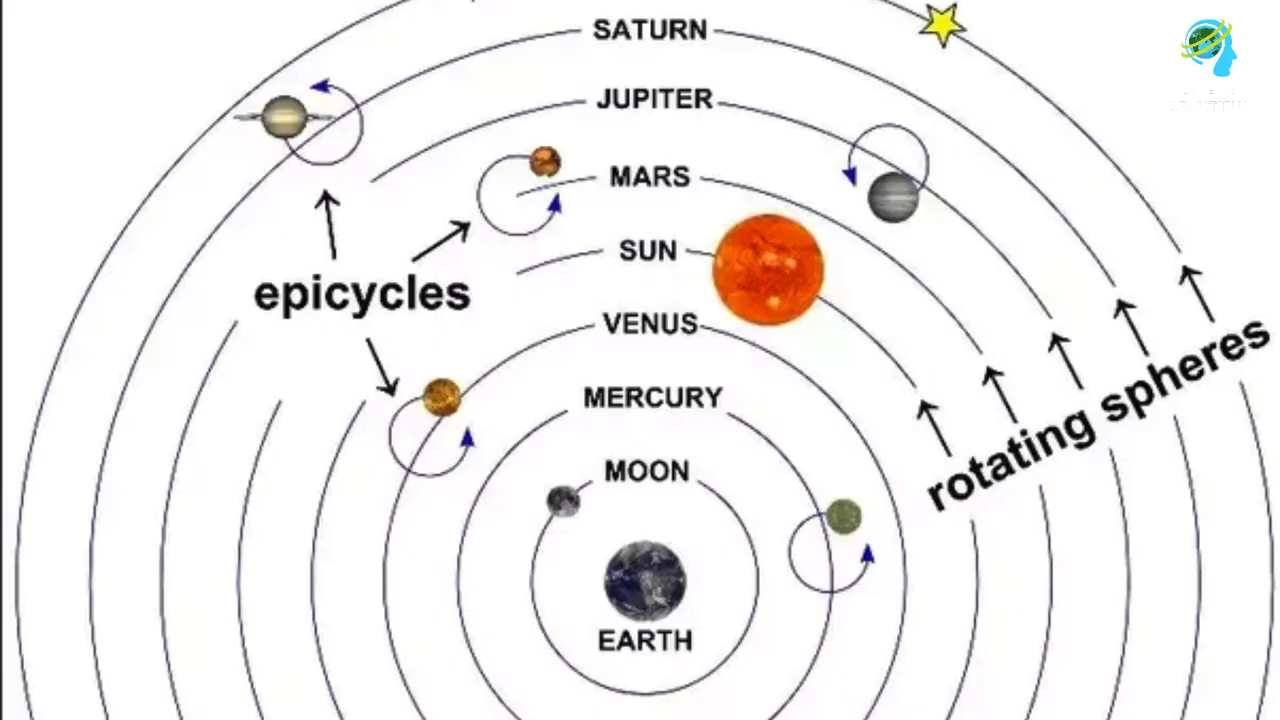 SATURN
JUPITER
MARS
SUN
epicycles
VENUS
rotating spheres
MERCURY
MOON
EARTH